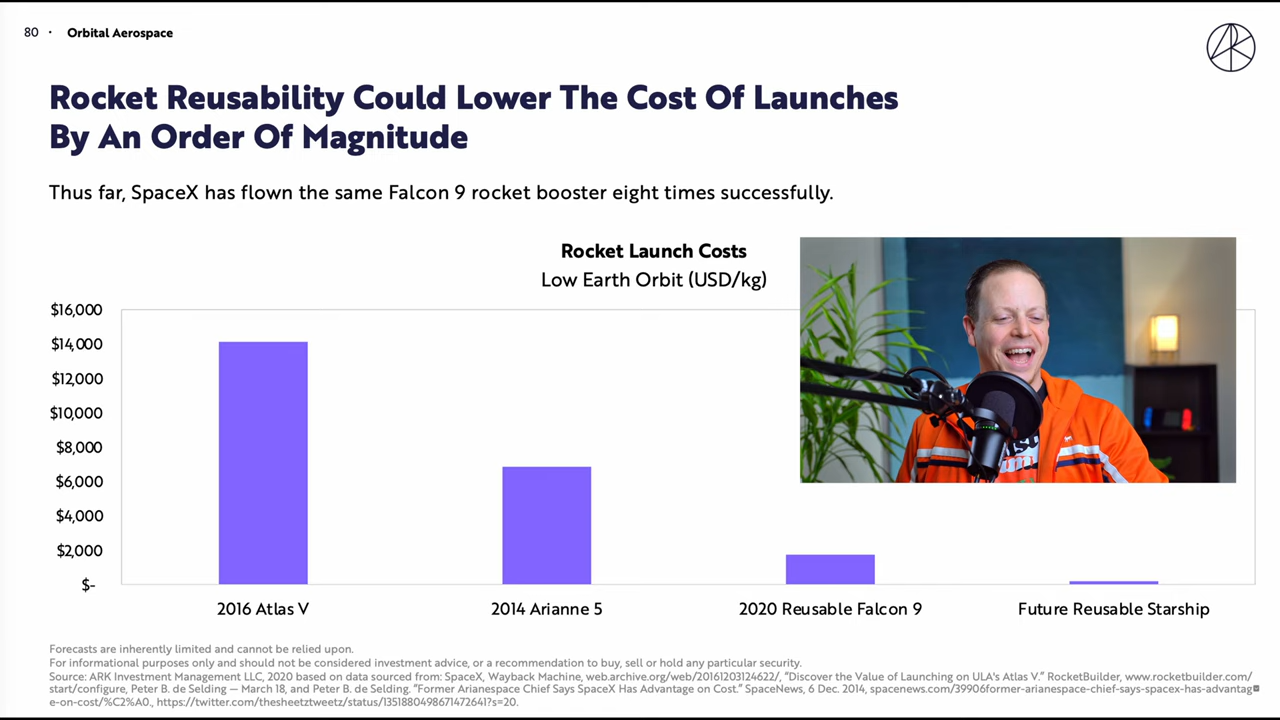 80 · Orbital Aerospace
Rocket Reusability Could Lower The Cost Of Launches
By An Order Of Magnitude
Thus far, SpaceX has flown the same Falcon 9 rocket booster eight times successfully.
Rocket Launch Costs
Low Earth Orbit (USD/kg)
$16,000
$14,000
$12,000
$10,000
$8,000
$6,000
$4,000
$2,000
$-
2016 Atlas V
2014 Arianne 5
2020 Reusable Falcon 9
Future Reusable Starship
Forecasts are inherently limited and cannot be relied upon.
For informational purposes only and should not be considered investment advice, or a recommendation to buy, sell or hold any particular security.
Source: ARK Investment Management LLC, 2020 based on data sourced from: SpaceX, Wayback Machine, web.archive.org/web/20161203124622/, "Discover the Value of Launching on ULA's Atlas V." RocketBuilder, www.rocketbuilder.com/
start/configure, Peter B. de Selding — March 18, and Peter B. de Selding. "Former Arianespace Chief Says SpaceX Has Advantage on Cost." SpaceNews, 6 Dec. 2014, spacenews.com/39906former-arianespace-chief-says-spacex-has-advantag
e-on-cost/%C2%A0., https://twitter.com/thesheetztweetz/status/1351880498671472641?s=20.